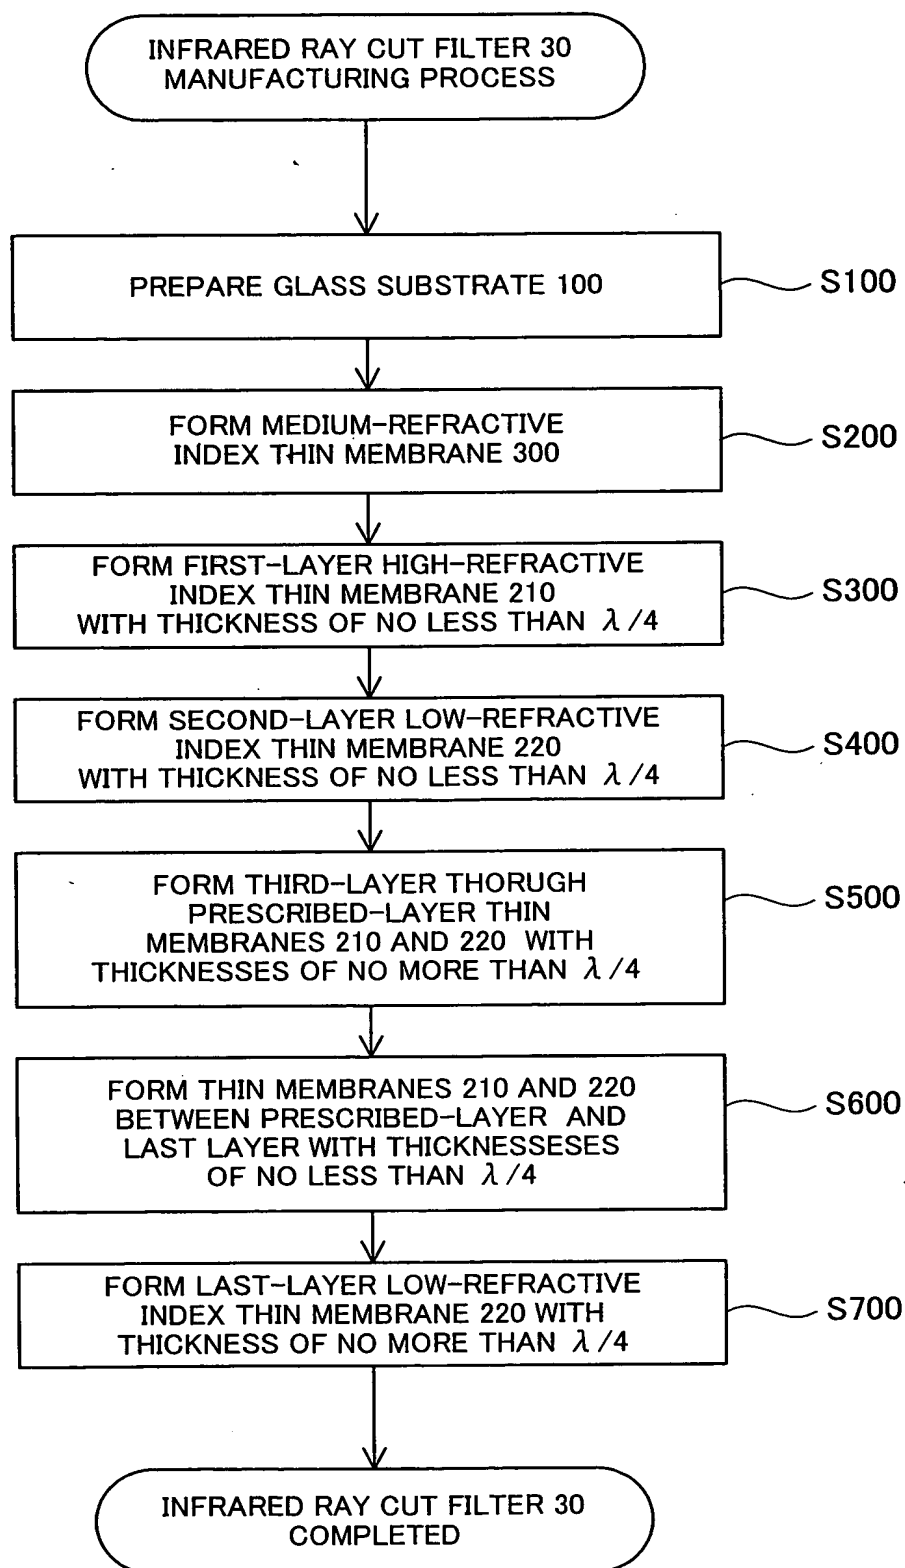 INFRARED RAY CUT FILTER 30
MANUFACTURING PROCESS
PREPARE GLASS SUBSTRATE 100
S100
FORM MEDIUM-REFRACTIVE
INDEX THIN MEMBRANE 300
S200
FORM FIRST-LAYER HIGH-REFRACTIVE
INDEX THIN MEMBRANE 210
WITH THICKNESS OF NO LESS THAN λ/4
S300
FORM SECOND-LAYER LOW-REFRACTIVE
INDEX THIN MEMBRANE 220
WITH THICKNESS OF NO LESS THAN λ/4
S400
FORM THIRD-LAYER THORUGH
PRESCRIBED-LAYER THIN
MEMBRANES 210 AND 220 WITH
THICKNESSES OF NO MORE THAN λ/4
S500
FORM THIN MEMBRANES 210 AND 220
BETWEEN PRESCRIBED-LAYER AND
LAST LAYER WITH THICKNESSESES
OF NO LESS THAN λ/4
S600
FORM LAST-LAYER LOW-REFRACTIVE
INDEX THIN MEMBRANE 220 WITH
THICKNESS OF NO MORE THAN λ/4
S700
INFRARED RAY CUT FILTER 30
COMPLETED